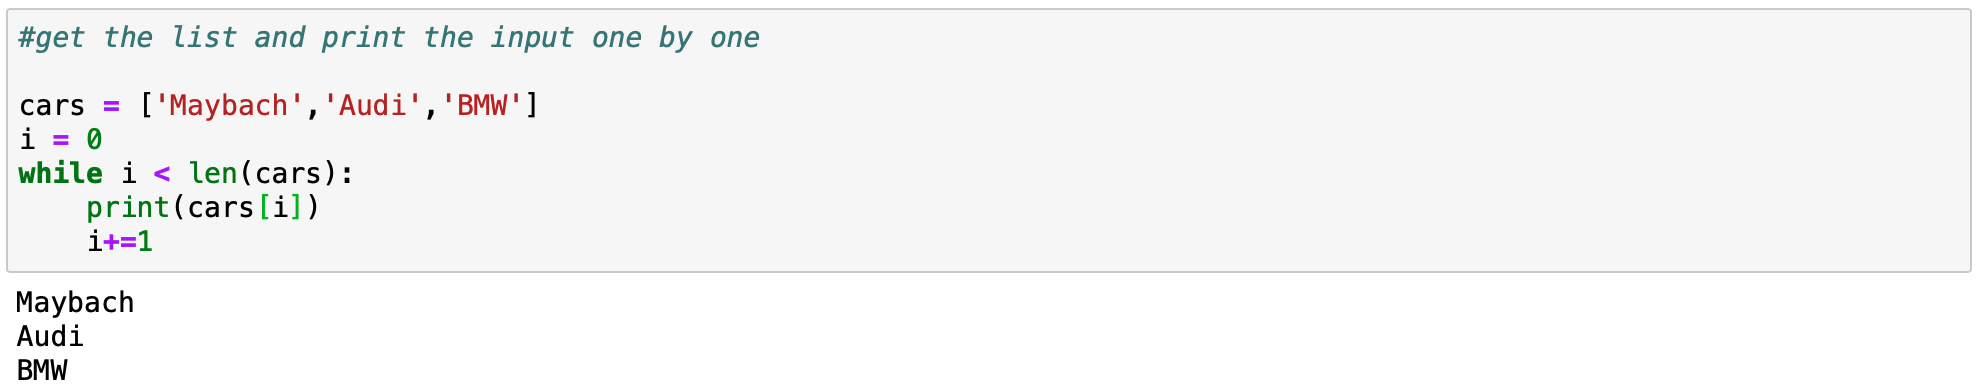 #get the list and print the input one by one
cars = ['Maybach','Audi','BMW']
i = 0
while i < len(cars):
    print(cars[i])
    i+=1
Maybach
Audi
BMW